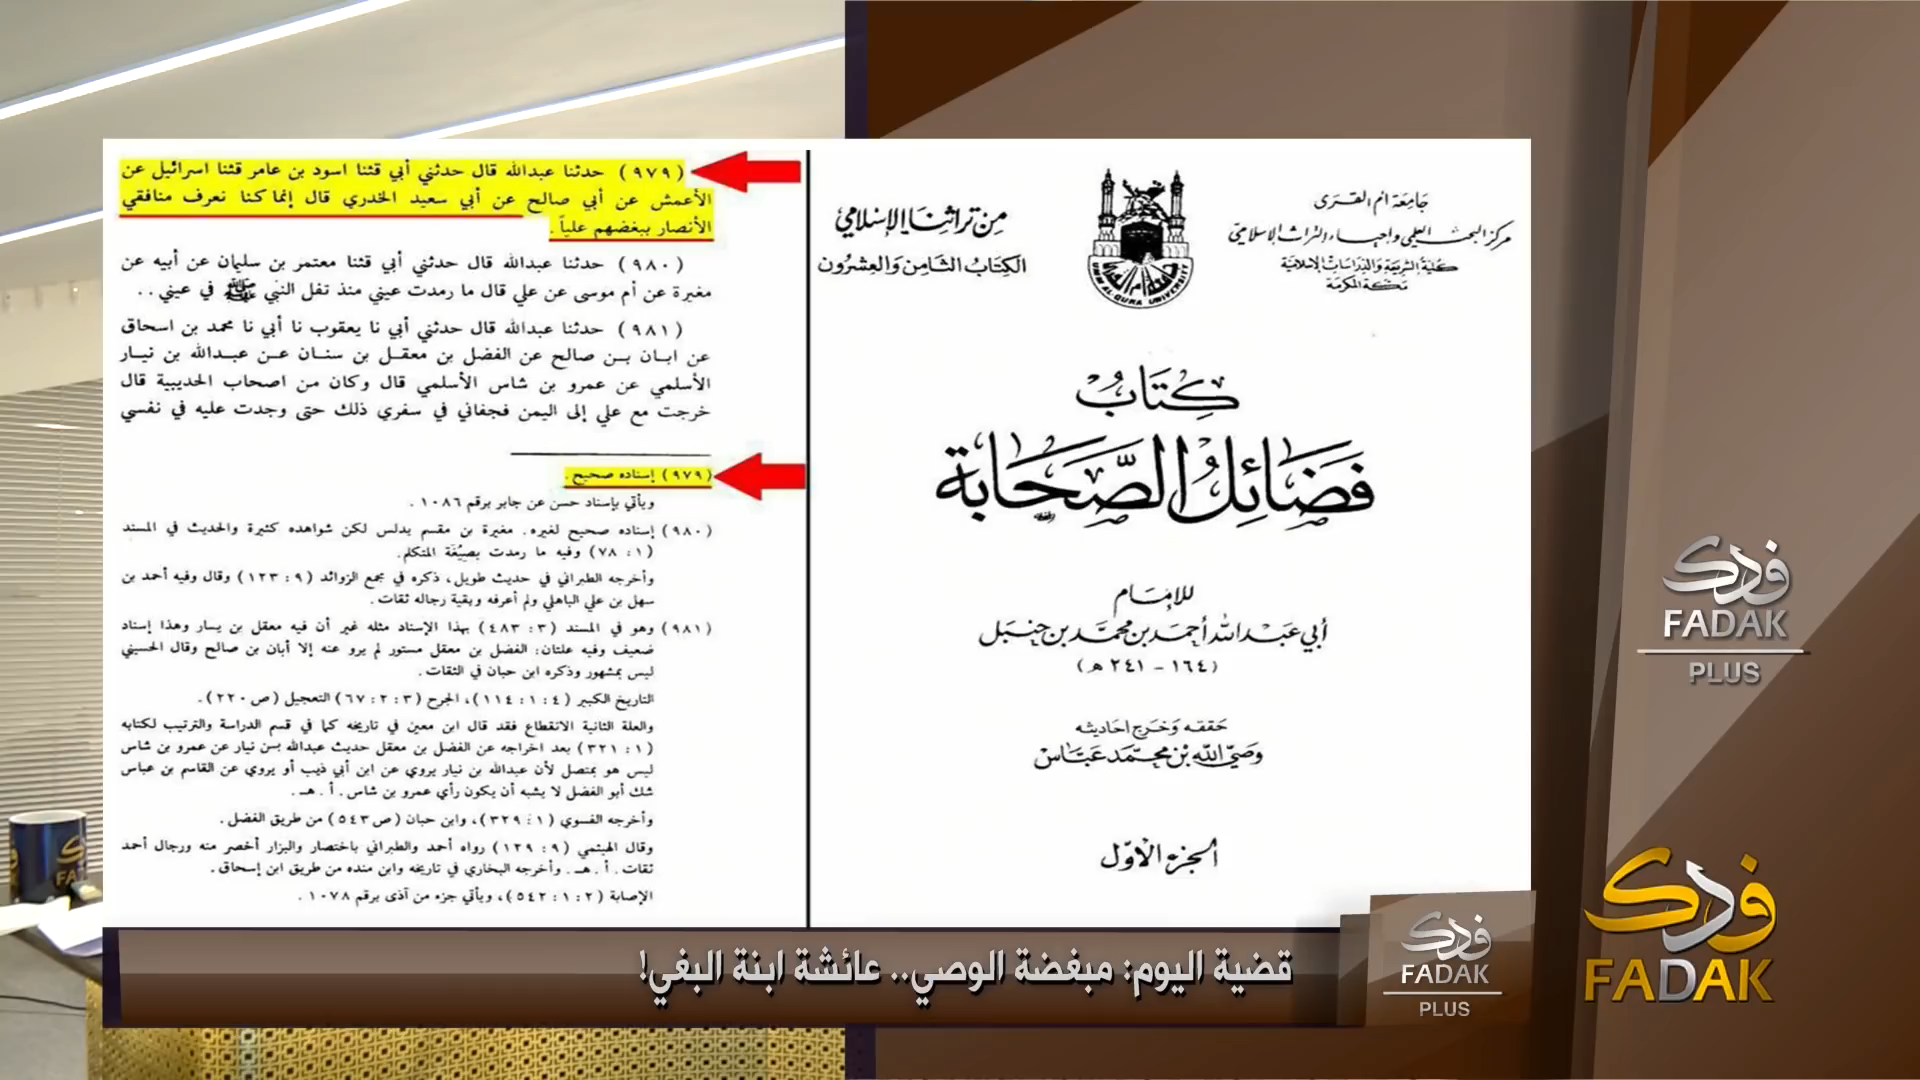 جامعة أم القرى
مركز البحث العلمي وإحياء التراث الإسلامي
كلية الشريعة والدراسات الإسلامية
مكة المكرمة
UMM AL-QURA UNIVERSITY
من تراثنا الإسلامي
الكتاب الثامن والعشرون
كتاب
فضائل الصحابة
للإمام
أبي عبد الله أحمد بن محمد بن حنبل
(١٦٤ - ٢٤١ هـ)
حققه وخرج احاديثه
وصي الله بن محمد عباس
الجزء الاول
(٩٧٩) حدثنا عبدالله قال حدثني أبي قثنا اسود بن عامر قثنا اسرائيل عن
الأعمش عن أبي صالح عن أبي سعيد الخدري قال إنما كنا نعرف منافقي
الأنصار ببغضهم علياً.
(٩٨٠) حدثنا عبدالله قال حدثني أبي قثنا معتمر بن سليمان عن أبيه عن
مغيرة عن أم موسى عن علي قال ما رمدت عيني منذ تفل النبي ﷺ في عيني..
(٩٨١) حدثنا عبدالله قال حدثني أبي نا يعقوب نا أبي نا محمد بن اسحاق
عن ابان بن صالح عن الفضل بن معقل بن سنان عن عبدالله بن نيار
الأسلمي عن عمرو بن شاس الأسلمي قال وكان من اصحاب الحديبية قال
خرجت مع علي إلى اليمن فجفاني في سفري ذلك حتى وجدت عليه في نفسي
(٩٧٩) إسناده صحيح.
ويأتي بإسناد حسن عن جابر برقم ١٠٨٦.
(٩٨٠) إسناده صحيح لغيره. مغيرة بن مقسم يدلس لكن شواهده كثيرة والحديث في المسند
(١: ٧٨) وفيه ما رمدت بصيغة المتكلم.
وأخرجه الطبراني في حديث طويل، ذكره في مجمع الزوائد (٩: ١٢٣) وقال وفيه أحمد بن
سهل بن علي الباهلي ولم أعرفه وبقية رجاله ثقات.
(٩٨١) وهو في المسند (٣: ٤٨٣) بهذا الإسناد مثله غير أن فيه معقل بن يسار وهذا إسناد
ضعيف وفيه علتان: الفضل بن معقل مستور لم يرو عنه إلا أبان بن صالح وقال الحسيني
ليس بمشهور وذكره ابن حبان في الثقات.
التاريخ الكبير (٤: ١: ١١٤)، الجرح (٣: ٢: ٦٧) التعجيل (ص ٢٢٠).
والعلة الثانية الانقطاع فقد قال ابن معين في تاريخه كما في قسم الدراسة والترتيب لكتابه
(١: ٣٢١) بعد اخراجه عن الفضل بن معقل حديث عبدالله بن نيار عن عمرو بن شاس
ليس هو بمتصل لأن عبدالله بن نيار يروي عن ابن أبي ذيب أو يروي عن القاسم بن عباس
شك أبو الفضل لا يشبه أن يكون رأي عمرو بن شاس. أ. هـ.
وأخرجه الفسوي (١: ٣٢٩)، وابن حبان (ص ٥٤٣) من طريق الفضل.
وقال الهيثمي (٩: ١٢٩) رواه أحمد والطبراني باختصار والبزار أخصر منه ورجال أحمد
ثقات. أ. هـ. وأخرجه البخاري في تاريخه وابن منده من طريق ابن إسحاق.
الإصابة (٢: ١: ٥٤٢)، ويأتي جزء من آذى برقم ١٠٧٨.
فدك
FADAK
PLUS
قضية اليوم: مبغضة الوصي.. عائشة ابنة البغي!
فدك
FADAK
PLUS
فدك
FADAK